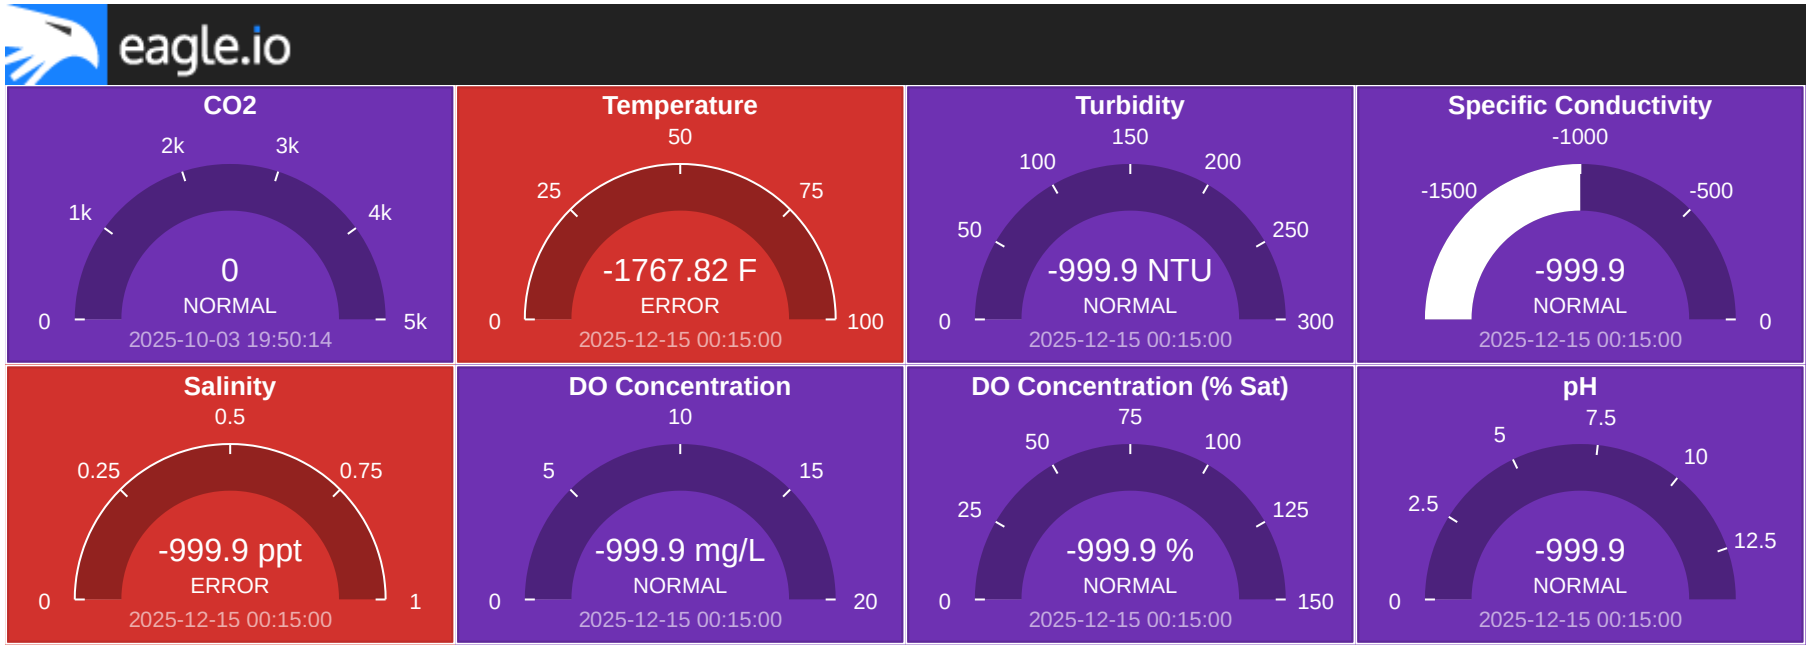 eagle.io
CO2
0
1k
2k
3k
4k
5k
0
NORMAL
2025-10-03 19:50:14
Temperature
0
25
50
75
100
-1767.82 F
ERROR
2025-12-15 00:15:00
Turbidity
0
50
100
150
200
250
300
-999.9 NTU
NORMAL
2025-12-15 00:15:00
Specific Conductivity
-1500
-1000
-500
0
-999.9
NORMAL
2025-12-15 00:15:00
Salinity
0
0.25
0.5
0.75
1
-999.9 ppt
ERROR
2025-12-15 00:15:00
DO Concentration
0
5
10
15
20
-999.9 mg/L
NORMAL
2025-12-15 00:15:00
DO Concentration (% Sat)
0
25
50
75
100
125
150
-999.9 %
NORMAL
2025-12-15 00:15:00
pH
0
2.5
5
7.5
10
12.5
-999.9
NORMAL
2025-12-15 00:15:00